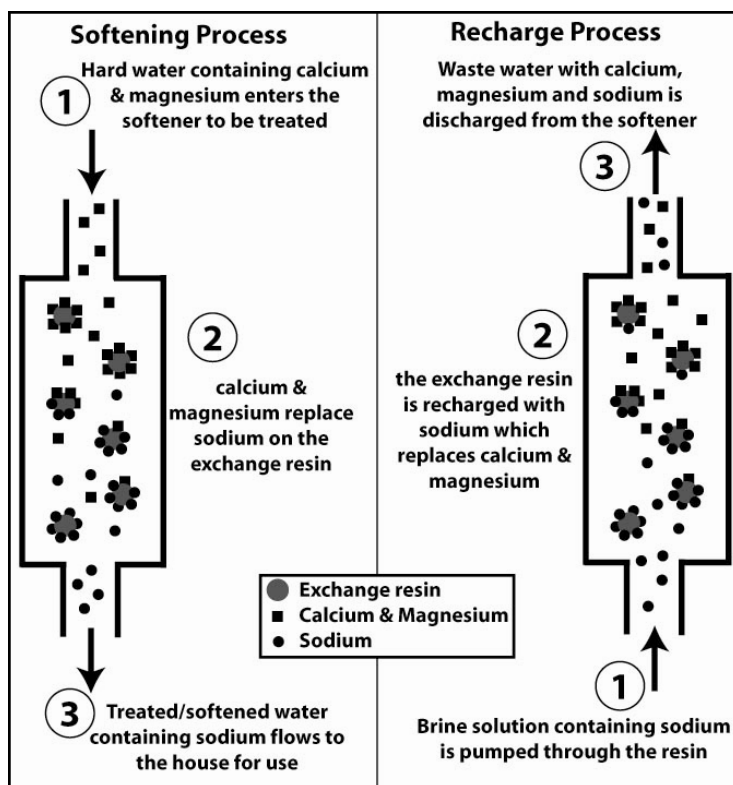 Softening Process
1
Hard water containing calcium
& magnesium enters the
softener to be treated
2
calcium &
magnesium replace
sodium on the
exchange resin
3
Treated/softened water
containing sodium flows to
the house for use
Recharge Process
Waste water with calcium,
magnesium and sodium is
discharged from the softener
3
2
the exchange resin
is recharged with
sodium which
replaces calcium &
magnesium
1
Brine solution containing sodium
is pumped through the resin
Exchange resin
Calcium & Magnesium
Sodium